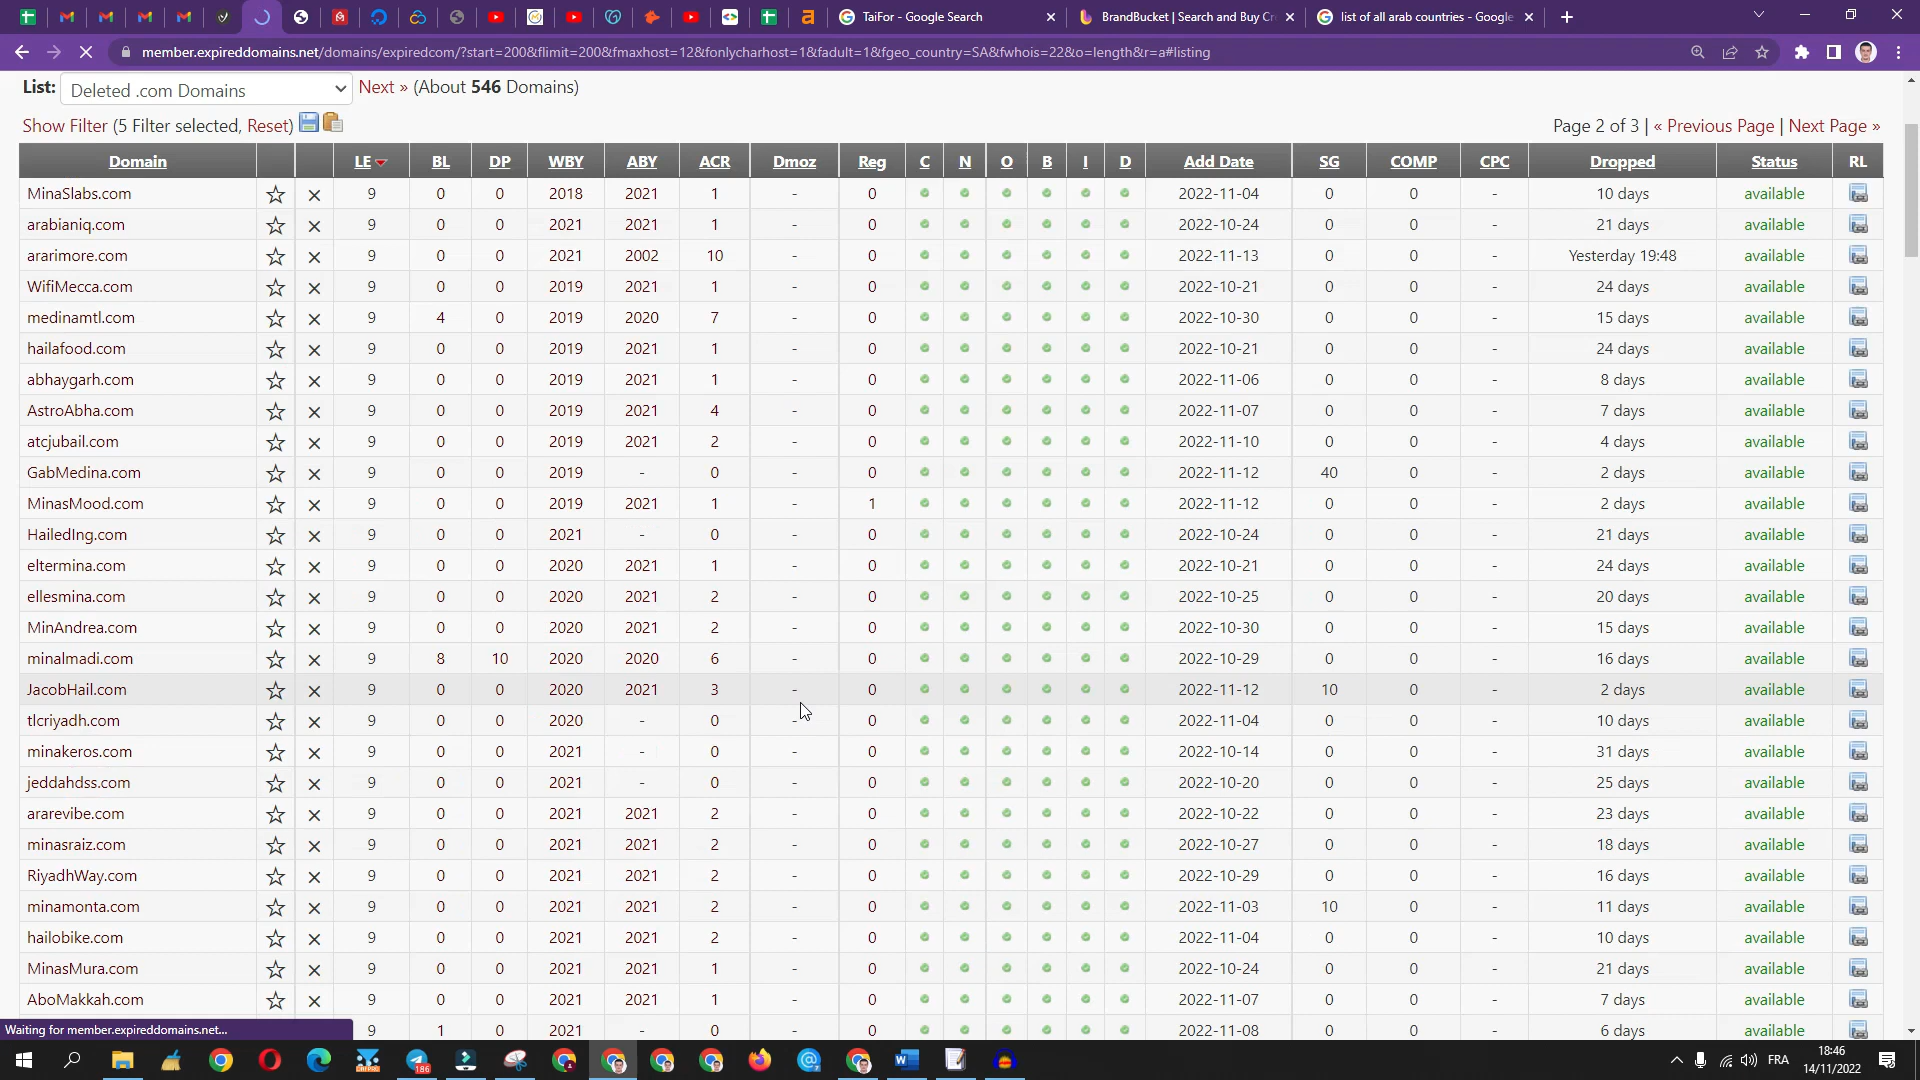 TaiFor - Google Search
BrandBucket | Search and Buy Cr
list of all arab countries - Google
member.expireddomains.net/domains/expiredcom/?start=200&flimit=200&fmaxhost=12&fonlycharhost=1&fadult=1&fgeo_country=SA&fwhois=22&o=length&r=a#listing
List: Deleted .com Domains Next » (About 546 Domains)
Show Filter (5 Filter selected, Reset) Page 2 of 3 | « Previous Page | Next Page »
Domain LE BL DP WBY ABY ACR Dmoz Reg C N O B I D Add Date SG COMP CPC Dropped Status RL
MinaSlabs.com 9 0 0 2018 2021 1 - 0 2022-11-04 0 0 - 10 days available
arabianiq.com 9 0 0 2021 2021 1 - 0 2022-10-24 0 0 - 21 days available
ararimore.com 9 0 0 2021 2002 10 - 0 2022-11-13 0 0 - Yesterday 19:48 available
WifiMecca.com 9 0 0 2019 2021 1 - 0 2022-10-21 0 0 - 24 days available
medinamtl.com 9 4 0 2019 2020 7 - 0 2022-10-30 0 0 - 15 days available
hailafood.com 9 0 0 2019 2021 1 - 0 2022-10-21 0 0 - 24 days available
abhaygarh.com 9 0 0 2019 2021 1 - 0 2022-11-06 0 0 - 8 days available
AstroAbha.com 9 0 0 2019 2021 4 - 0 2022-11-07 0 0 - 7 days available
atcjubail.com 9 0 0 2019 2021 2 - 0 2022-11-10 0 0 - 4 days available
GabMedina.com 9 0 0 2019 - 0 - 0 2022-11-12 40 0 - 2 days available
MinasMood.com 9 0 0 2019 2021 1 - 1 2022-11-12 0 0 - 2 days available
HailedIng.com 9 0 0 2021 - 0 - 0 2022-10-24 0 0 - 21 days available
eltermina.com 9 0 0 2020 2021 1 - 0 2022-10-21 0 0 - 24 days available
ellesmina.com 9 0 0 2020 2021 2 - 0 2022-10-25 0 0 - 20 days available
MinAndrea.com 9 0 0 2020 2021 2 - 0 2022-10-30 0 0 - 15 days available
minalmadi.com 9 8 10 2020 2020 6 - 0 2022-10-29 0 0 - 16 days available
JacobHail.com 9 0 0 2020 2021 3 - 0 2022-11-12 10 0 - 2 days available
tlcriyadh.com 9 0 0 2020 - 0 - 0 2022-11-04 0 0 - 10 days available
minakeros.com 9 0 0 2021 - 0 - 0 2022-10-14 0 0 - 31 days available
jeddahdss.com 9 0 0 2021 - 0 - 0 2022-10-20 0 0 - 25 days available
ararevibe.com 9 0 0 2021 2021 2 - 0 2022-10-22 0 0 - 23 days available
minasraiz.com 9 0 0 2021 2021 2 - 0 2022-10-27 0 0 - 18 days available
RiyadhWay.com 9 0 0 2021 2021 2 - 0 2022-10-29 0 0 - 16 days available
minamonta.com 9 0 0 2021 2021 2 - 0 2022-11-03 10 0 - 11 days available
hailobike.com 9 0 0 2021 2021 2 - 0 2022-11-04 0 0 - 10 days available
MinasMura.com 9 0 0 2021 2021 1 - 0 2022-10-24 0 0 - 21 days available
AboMakkah.com 9 0 0 2021 2021 1 - 0 2022-11-07 0 0 - 7 days available
9 1 0 2021 - 0 - 0 2022-11-08 0 0 - 6 days available
Waiting for member.expireddomains.net...
186
FRA
18:46
14/11/2022